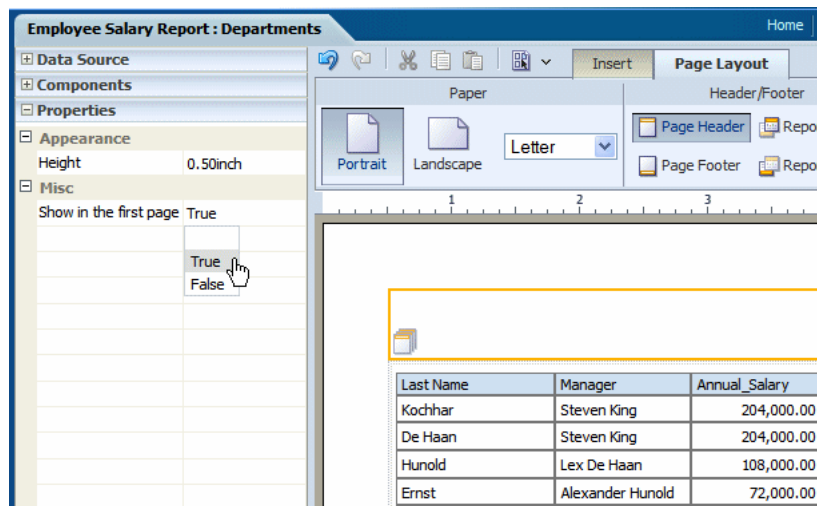 Employee Salary Report : Departments
Home
Data Source
Components
Properties
Appearance
Height 0.50inch
Misc
Show in the first page True
True
False
Insert Page Layout
Paper Header/Footer
Portrait Landscape Letter
Page Header Repo
Page Footer Repo
1 2 3
Last Name Manager Annual_Salary
Kochhar Steven King 204,000.00
De Haan Steven King 204,000.00
Hunold Lex De Haan 108,000.00
Ernst Alexander Hunold 72,000.00